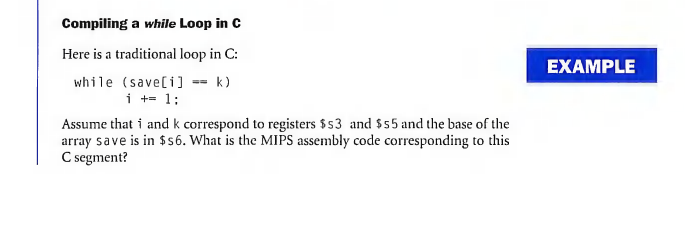 Compiling a while Loop in C
Here is a traditional loop in C:
EXAMPLE
while (save[i] == k)
i += 1;
Assume that i and k correspond to registers $s3 and $s5 and the base of the
array save is in $s6. What is the MIPS assembly code corresponding to this
C segment?